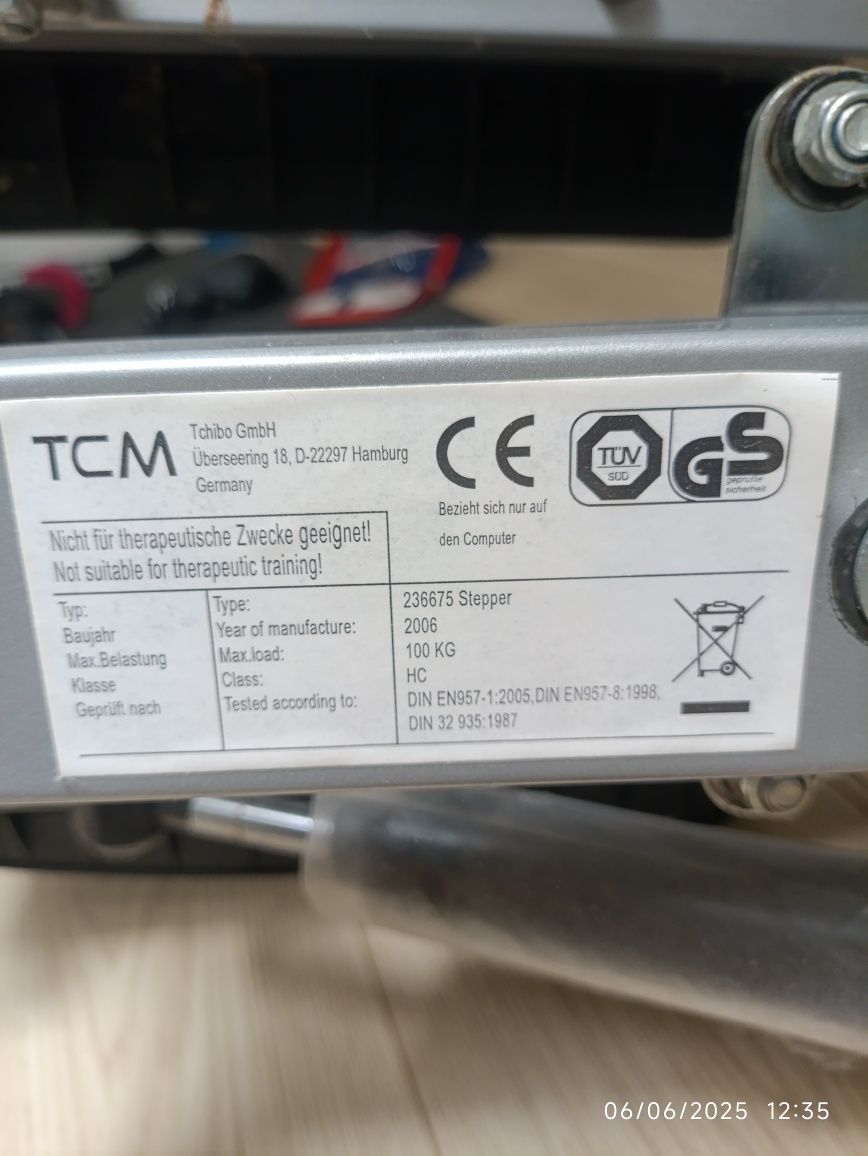 TCM
Tchibo GmbH
Überseering 18, D-22297 Hamburg
Germany
CE
Bezieht sich nur auf
den Computer
TÜV
SÜD
GS
geprüfte
sicherheit
Nicht für therapeutische Zwecke geeignet!
Not suitable for therapeutic training!
Typ: Type: 236675 Stepper
Baujahr Year of manufacture: 2006
Max.Belastung Max.load: 100 KG
Klasse Class: HC
Geprüft nach Tested according to: DIN EN957-1:2005,DIN EN957-8:1998,
DIN 32 935:1987
06/06/2025 12:35